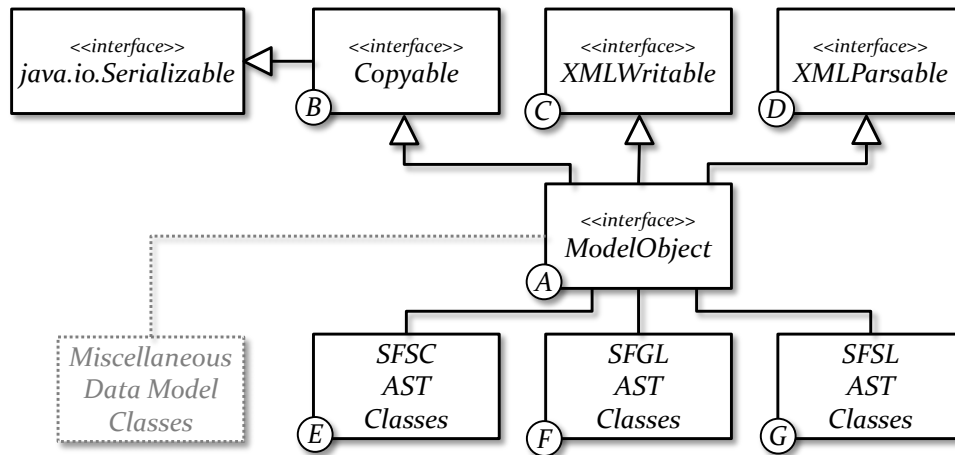 <<interface>>
java.io.Serializable
<<interface>>
Copyable
B
<<interface>>
XMLWritable
C
<<interface>>
XMLParsable
D
<<interface>>
ModelObject
A
Miscellaneous
Data Model
Classes
SFSC
AST
Classes
E
SFGL
AST
Classes
F
SFSL
AST
Classes
G